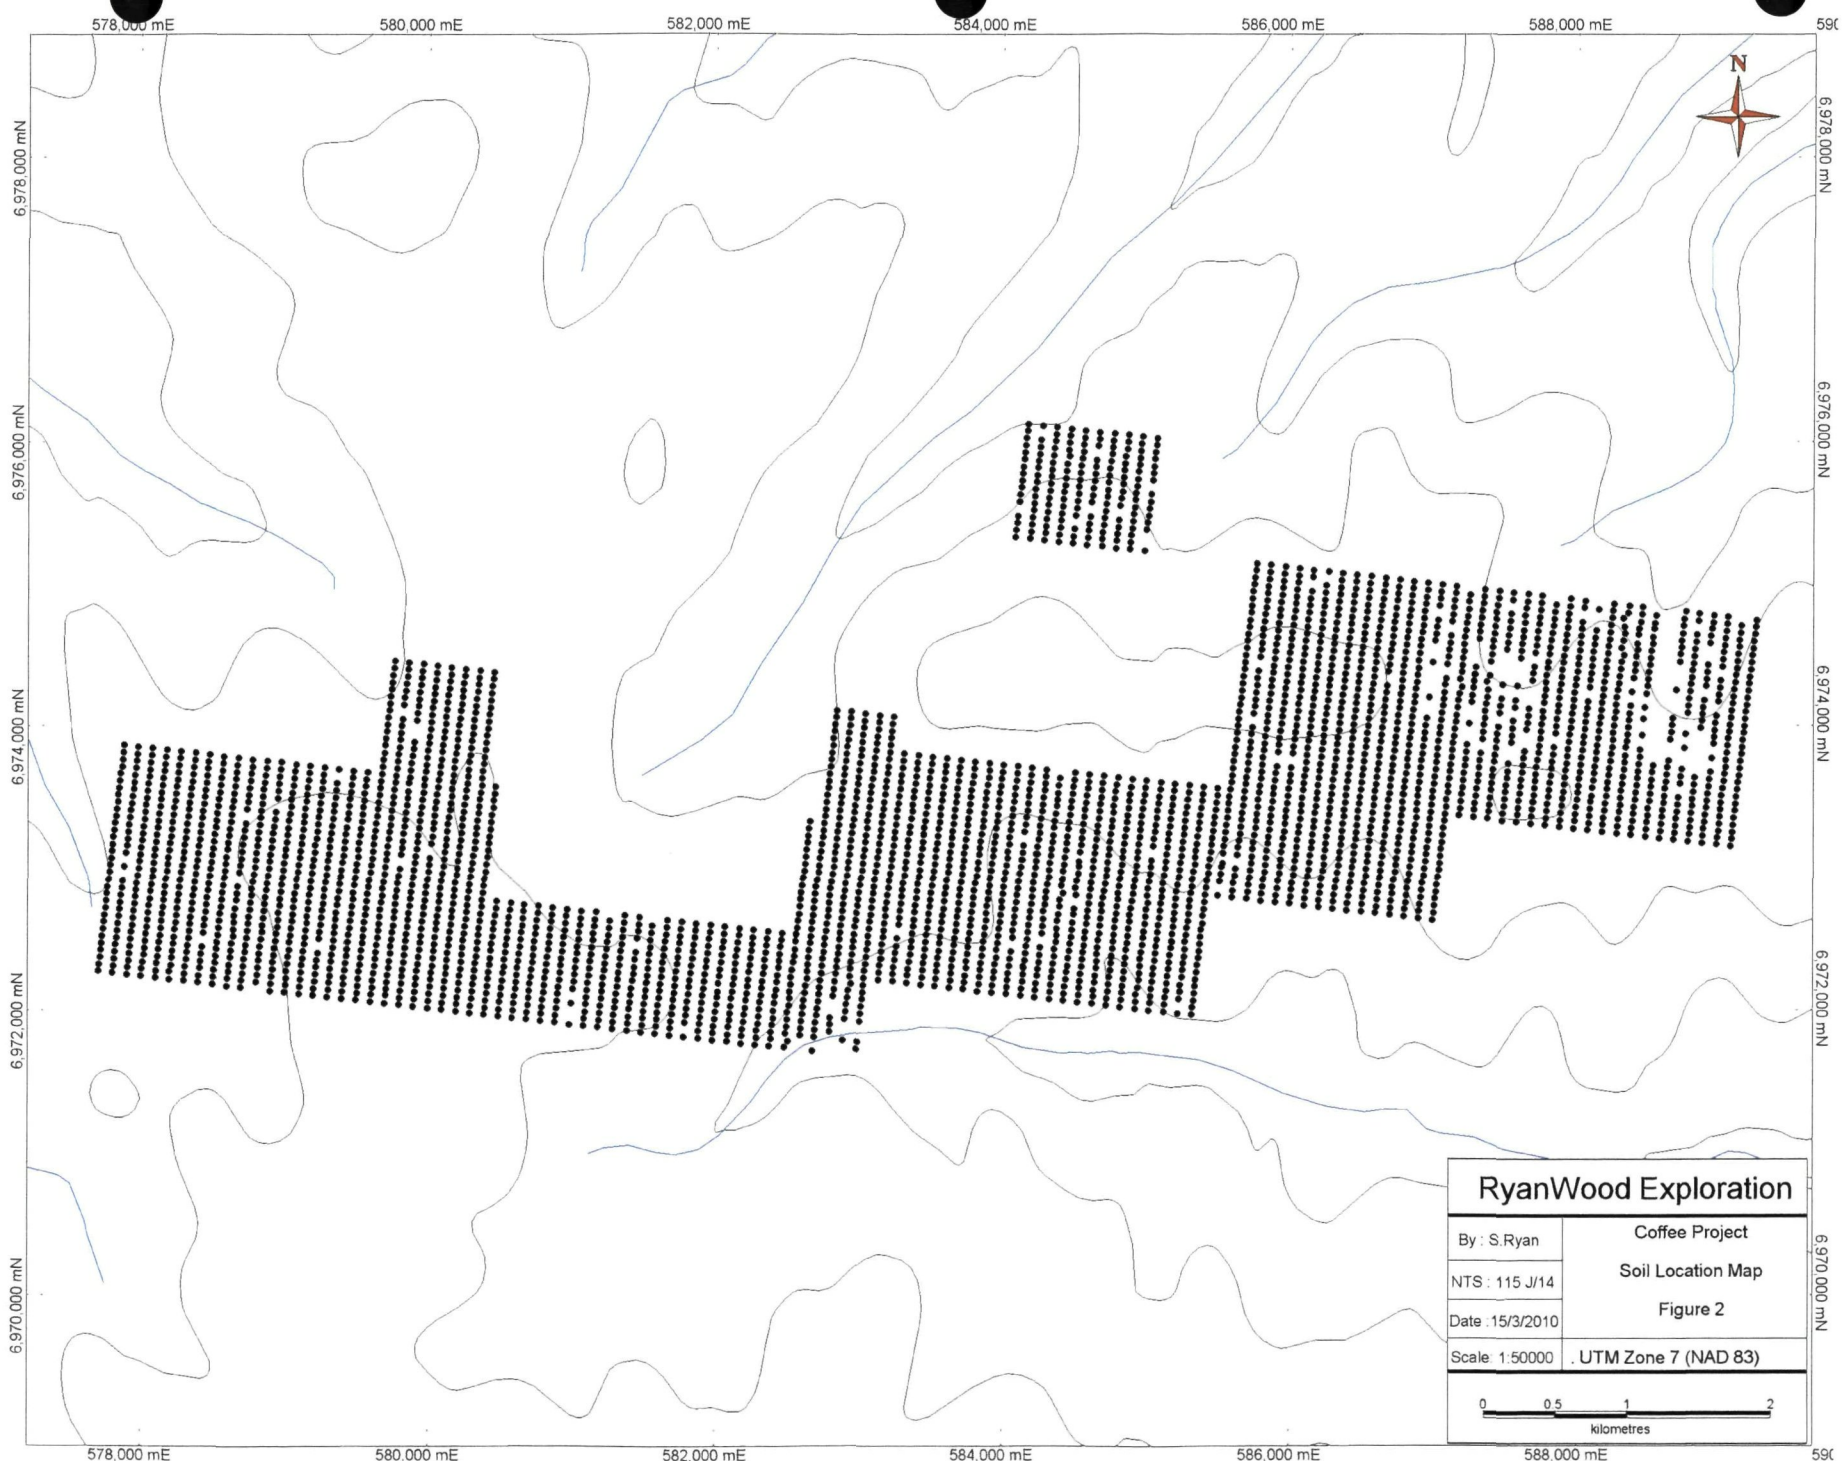 578,000 mE 580,000 mE 582,000 mE 584,000 mE 586,000 mE 588,000 mE 590
N
6,978,000 mN
6,978,000 mN
6,976,000 mN
6,976,000 mN
6,974,000 mN
6,974,000 mN
6,972,000 mN
6,972,000 mN
6,970,000 mN
6,970,000 mN
RyanWood Exploration
By : S.Ryan
NTS : 115 J/14
Date :15/3/2010
Scale: 1:50000
Coffee Project
Soil Location Map
Figure 2
. UTM Zone 7 (NAD 83)
0 0.5 1 2
kilometres
578,000 mE 580,000 mE 582,000 mE 584,000 mE 586,000 mE 588,000 mE 590